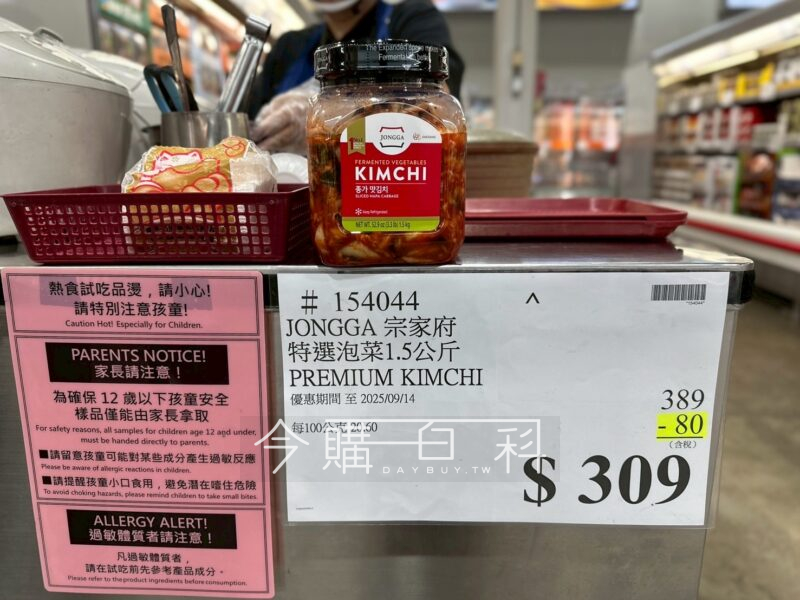 The Expanded
Fermentat
JONGGA
FERMENTED VEGETABLES
KIMCHI
종가 맛김치
SLICED NAPA CABBAGE
Keep Refrigerated
NET WT. 52.9 oz (3.3 lb) 1.5 kg
熱食試吃品燙，請小心!
請特別注意孩童!
Caution Hot! Especially for Children.
PARENTS NOTICE!
家長請注意！
為確保 12 歲以下孩童安全
樣品僅能由家長拿取
For safety reasons, all samples for children age 12 and under,
must be handed directly to parents.
■請留意孩童可能對某些成分產生過敏反應
Please be aware of allergic reactions in children.
■請提醒孩童小口食用，避免潛在噎住危險
To avoid choking hazards, please remind children to take small bites.
ALLERGY ALERT!
過敏體質者請注意！
凡過敏體質者，
請在試吃前先參考產品成分。
Please refer to the product ingredients before consumption.
# 154044
^
"154044"
JONGGA 宗家府
特選泡菜1.5公斤
PREMIUM KIMCHI
優惠期間 至 2025/09/14
389
- 80
(含稅)
每100公克 20.60
$ 309
今購百科
DAYBUY.TW